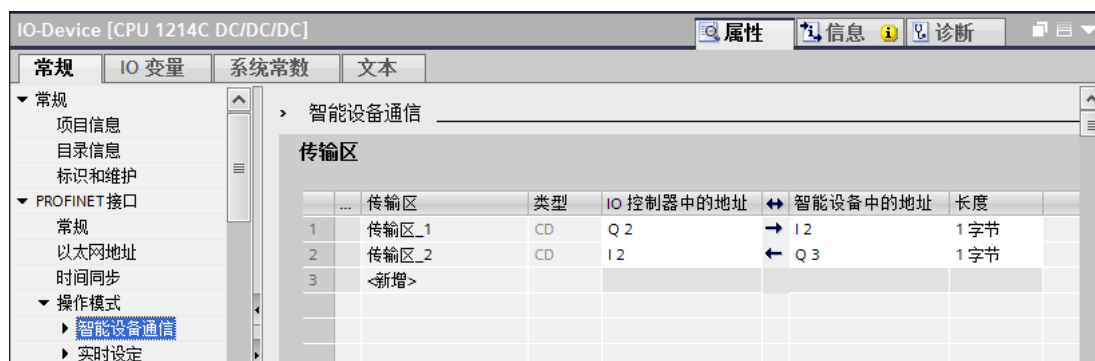 IO-Device [CPU 1214C DC/DC/DC]
属性
信息
诊断
常规
IO 变量
系统常数
文本
常规
项目信息
目录信息
标识和维护
PROFINET接口
常规
以太网地址
时间同步
操作模式
智能设备通信
实时设定
智能设备通信
传输区
... 传输区 类型 IO 控制器中的地址 ↔ 智能设备中的地址 长度
1 传输区_1 CD Q 2 → I 2 1 字节
2 传输区_2 CD I 2 ← Q 3 1 字节
3 <新增>